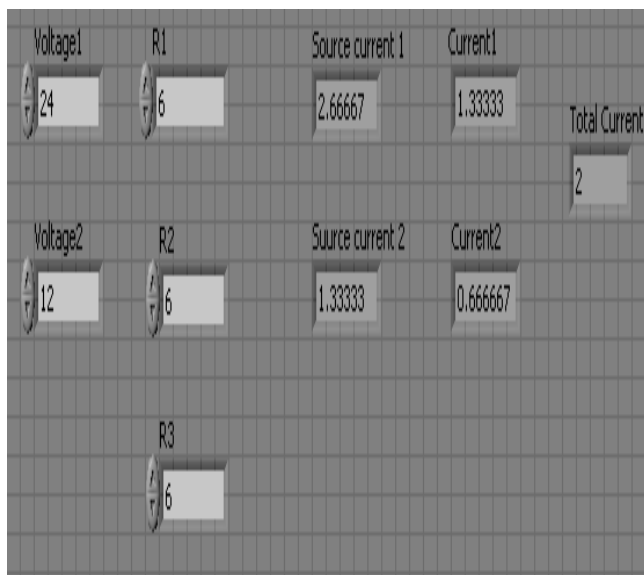 Voltage1 R1 Source current 1 Current1
24 6 2.66667 1.33333
Total Current
2
Voltage2 R2 Suurce current 2 Current2
12 6 1.33333 0.666667
R3
6